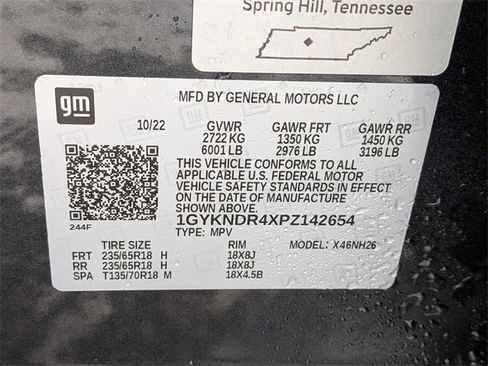 Spring Hill, Tennessee
gm
MFD BY GENERAL MOTORS LLC
10/22 GVWR GAWR FRT GAWR RR
2722 KG 1350 KG 1450 KG
6001 LB 2976 LB 3196 LB
THIS VEHICLE CONFORMS TO ALL
APPLICABLE U.S. FEDERAL MOTOR
VEHICLE SAFETY STANDARDS IN EFFECT
ON THE DATE OF MANUFACTURE
SHOWN ABOVE.
1GYKNDR4XPZ142654
244F TYPE: MPV
TIRE SIZE RIM MODEL: X46NH26
FRT 235/65R18 H 18X8J
RR 235/65R18 H 18X8J
SPA T135/70R18 M 18X4.5B